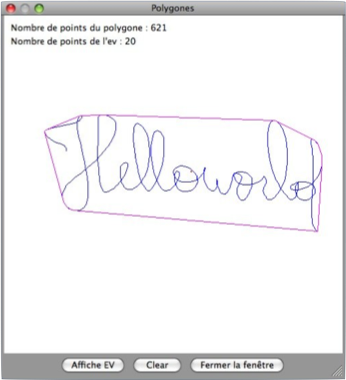 Polygones
Nombre de points du polygone : 621
Nombre de points de l'ev : 20
Helloworld
Affiche EV Clear Fermer la fenêtre